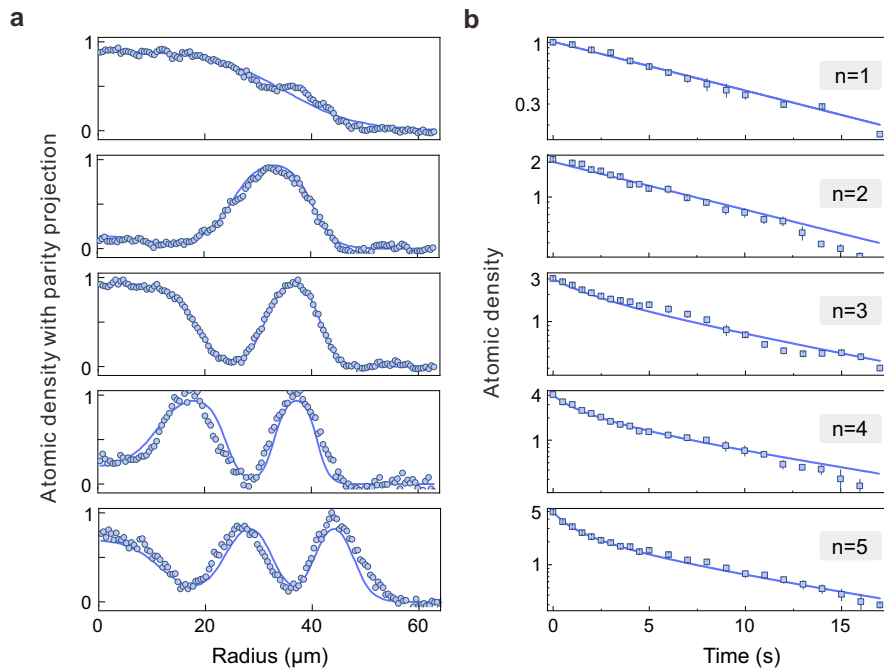 a
b
Atomic density with parity projection
1
0
1
0
1
0
1
0
1
0
0
20
40
60
Radius (μm)
Atomic density
1
0.3
n=1
2
1
n=2
3
1
n=3
4
1
n=4
5
1
n=5
0
5
10
15
Time (s)